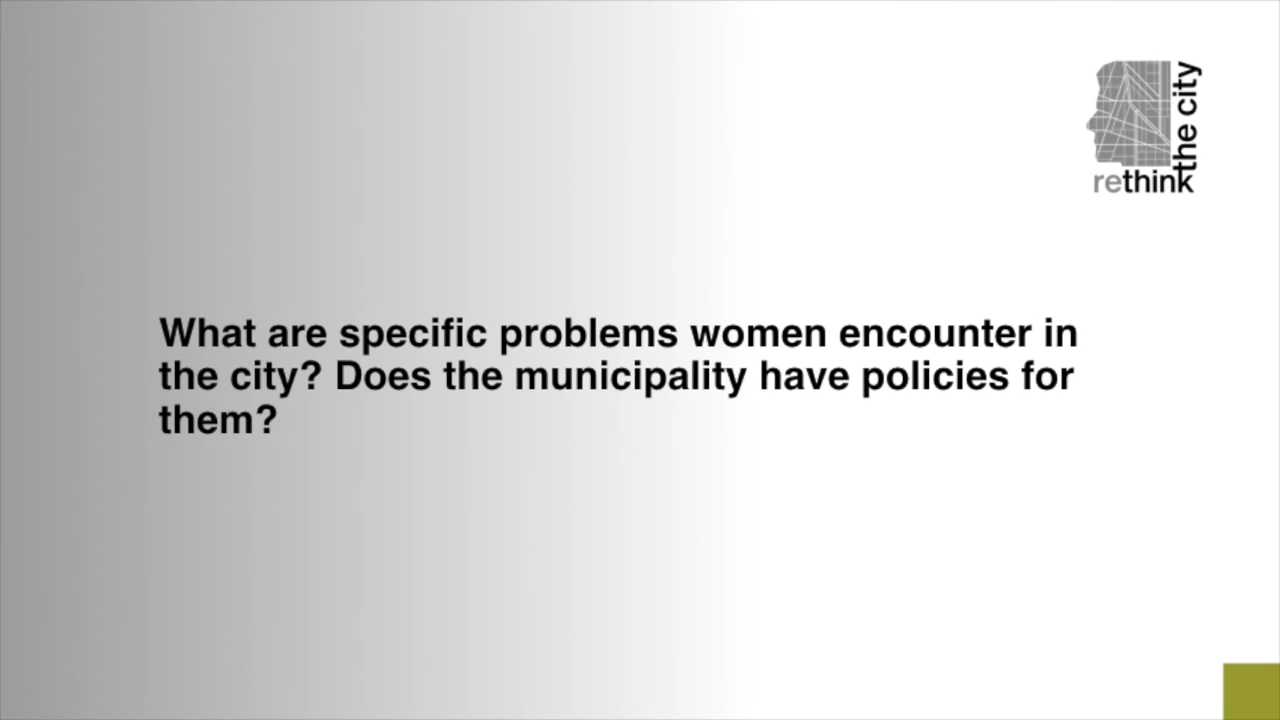 the city
rethink
What are specific problems women encounter in
the city? Does the municipality have policies for
them?